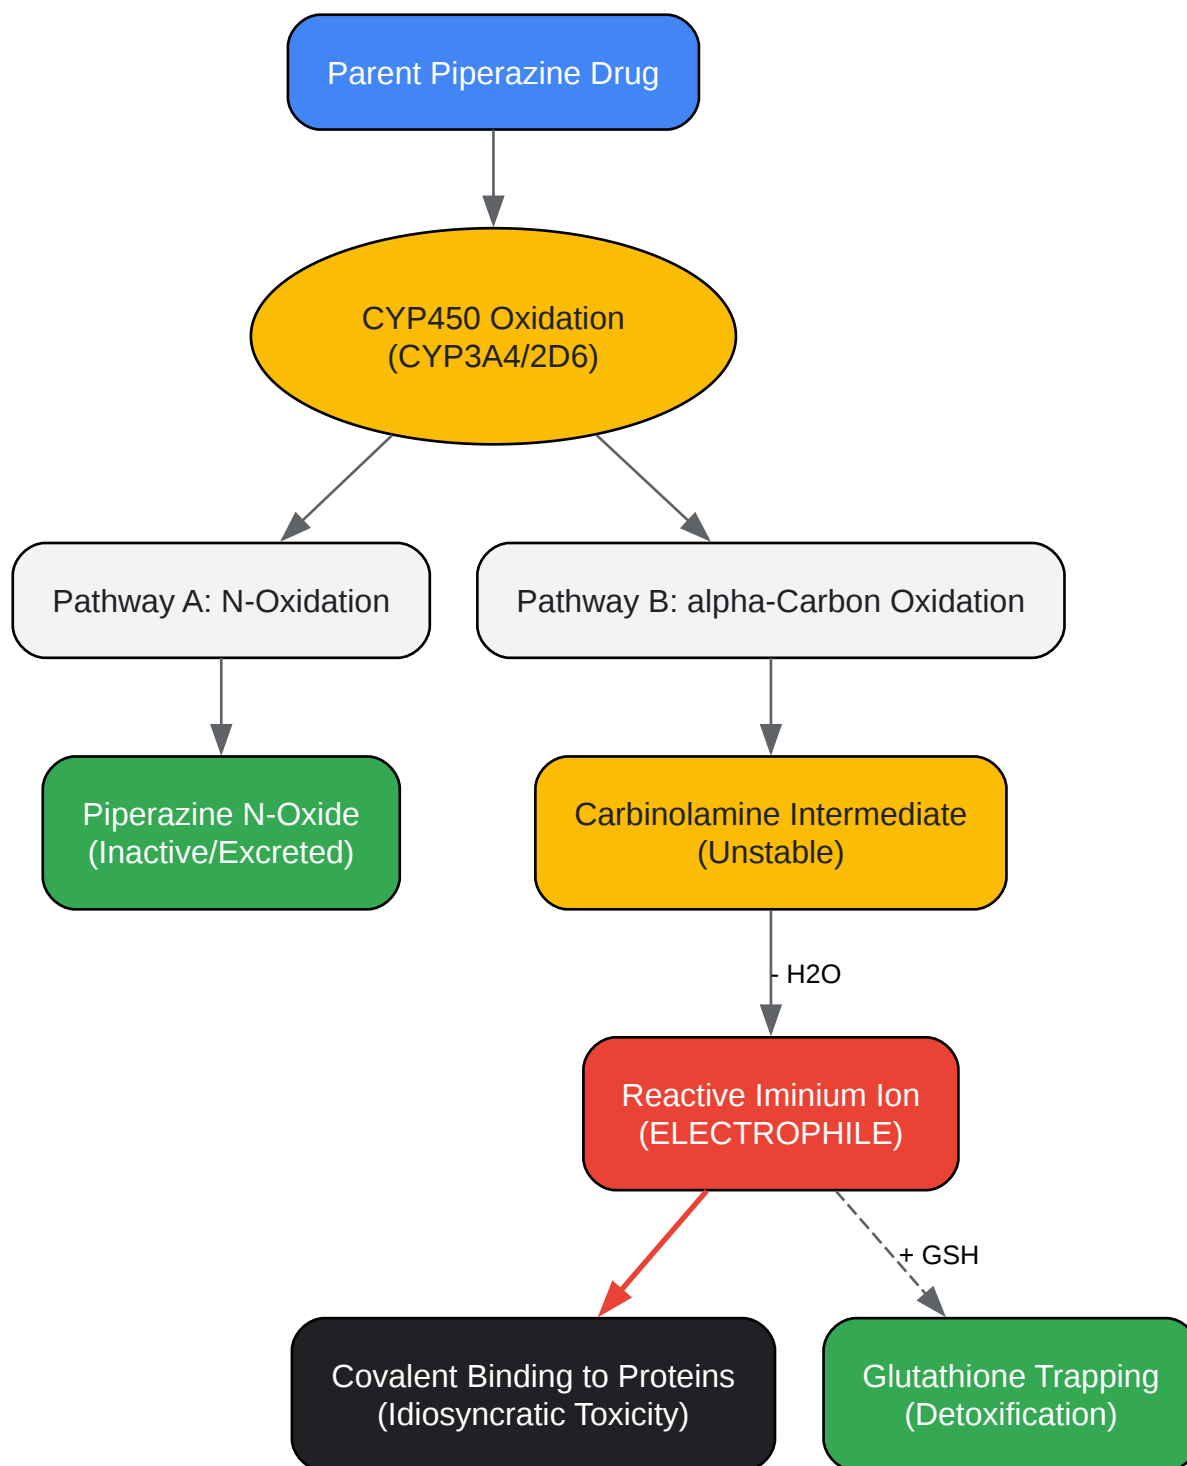 Parent Piperazine Drug
CYP450 Oxidation
(CYP3A4/2D6)
Pathway A: N-Oxidation
Pathway B: alpha-Carbon Oxidation
Piperazine N-Oxide
(Inactive/Excreted)
Carbinolamine Intermediate
(Unstable)
- H2O
Reactive Iminium Ion
(ELECTROPHILE)
+ GSH
Covalent Binding to Proteins
(Idiosyncratic Toxicity)
Glutathione Trapping
(Detoxification)